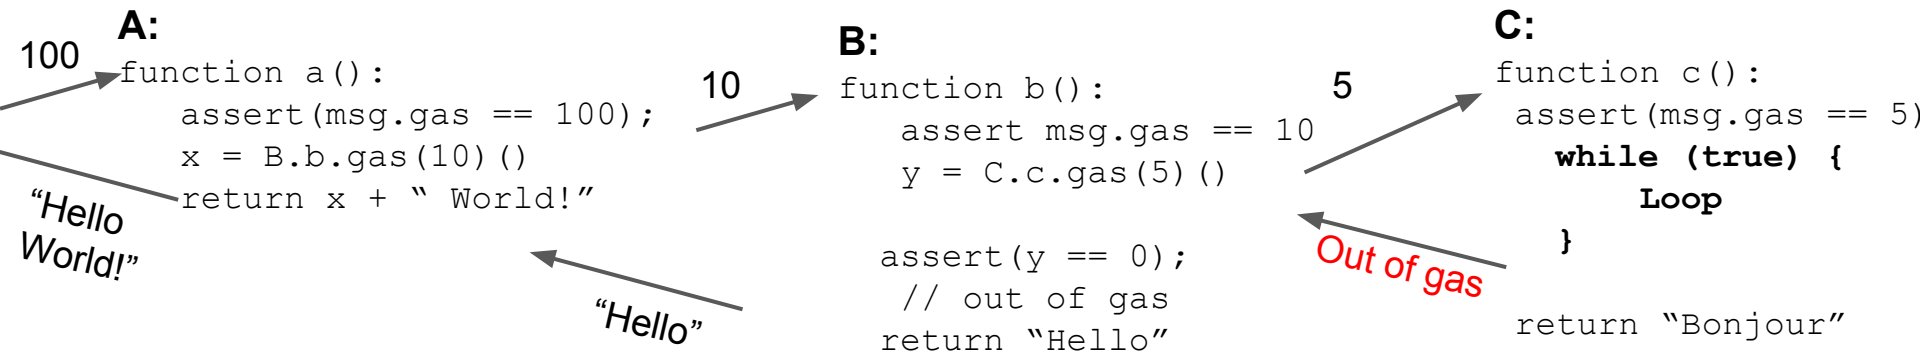 100
A:
function a():
assert(msg.gas == 100);
x = B.b.gas(10)()
return x + “ World!”
“Hello
World!”
10
“Hello”
B:
function b():
assert msg.gas == 10
y = C.c.gas(5)()
assert(y == 0);
// out of gas
return “Hello”
5
Out of gas
C:
function c():
assert(msg.gas == 5)
while (true) {
Loop
}
return “Bonjour”